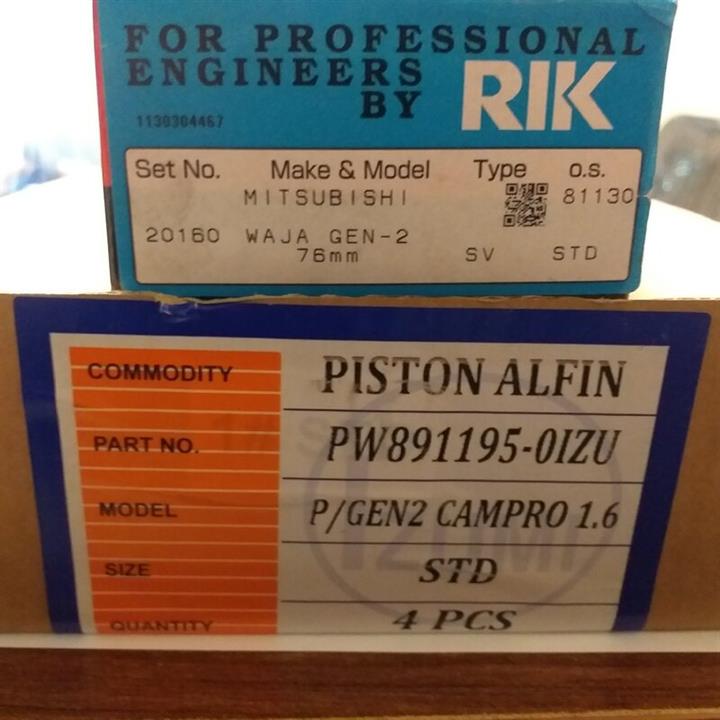 FOR PROFESSIONAL
ENGINEERS
BY RIK
1130304467
Set No. Make & Model Type o.s.
MITSUBISHI 81130
20160 WAJA GEN-2
76mm SV STD
COMMODITY PISTON ALFIN
PART NO. PW891195-0IZU
MODEL P/GEN2 CAMPRO 1.6
SIZE STD
QUANTITY 4 PCS
IZUMI